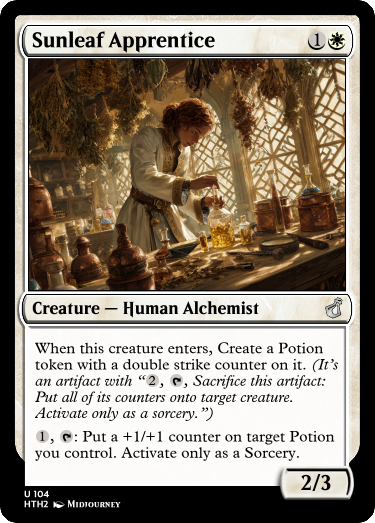 Sunleaf Apprentice 1
Creature — Human Alchemist
When this creature enters, Create a Potion
token with a double strike counter on it. (It's
an artifact with “2, , Sacrifice this artifact:
Put all of its counters onto target creature.
Activate only as a sorcery.”)
1, : Put a +1/+1 counter on target Potion
you control. Activate only as a Sorcery.
2/3
U 104
HTH2 Midjourney